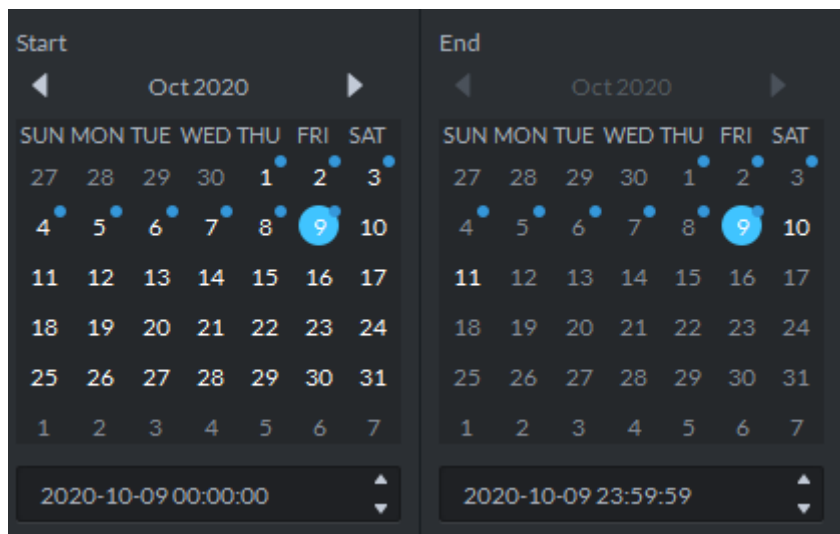 Start
Oct 2020
SUN MON TUE WED THU FRI SAT
27 28 29 30 1 2 3
4 5 6 7 8 9 10
11 12 13 14 15 16 17
18 19 20 21 22 23 24
25 26 27 28 29 30 31
1 2 3 4 5 6 7
2020-10-09 00:00:00
End
Oct 2020
SUN MON TUE WED THU FRI SAT
27 28 29 30 1 2 3
4 5 6 7 8 9 10
11 12 13 14 15 16 17
18 19 20 21 22 23 24
25 26 27 28 29 30 31
1 2 3 4 5 6 7
2020-10-09 23:59:59